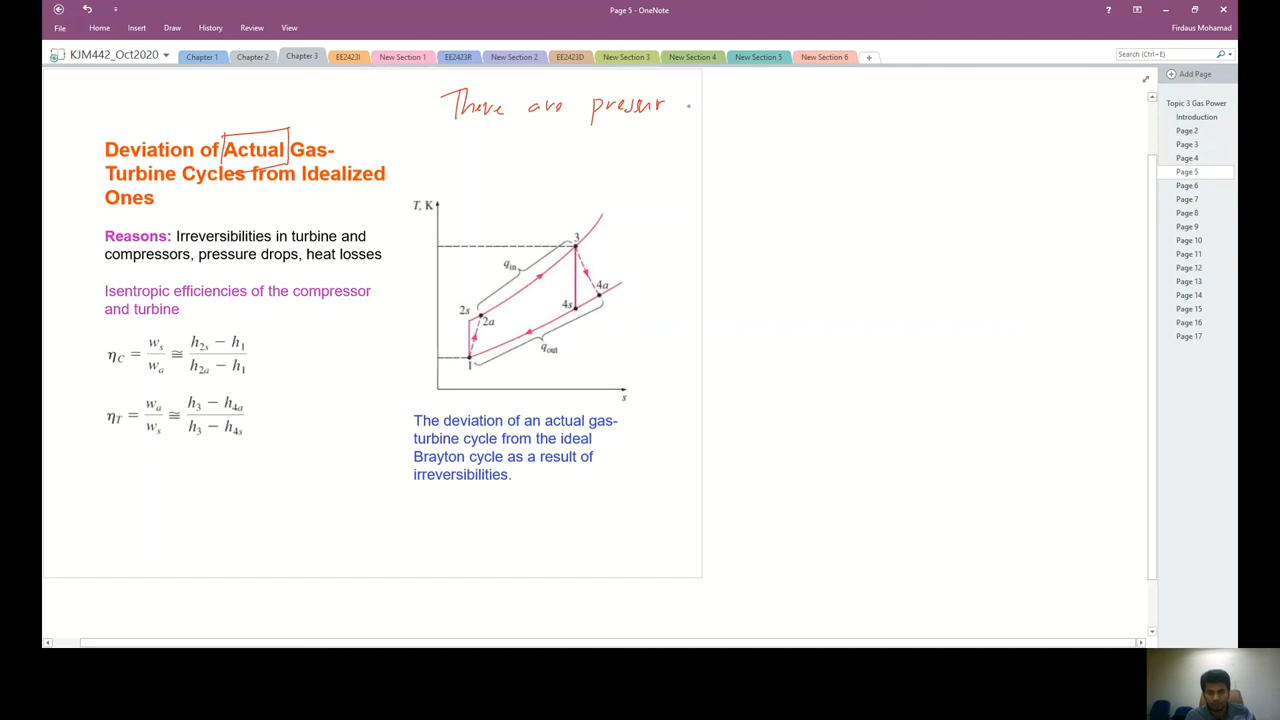 Page 5 - OneNote
Firdaus Mohamad
File Home Insert Draw History Review View
KJM442_Oct2020 Chapter 1 Chapter 2 Chapter 3 EE2423I New Section 1 EE2423R New Section 2 EE2423D New Section 3 New Section 4 New Section 5 New Section 6 +
Search (Ctrl+E)
Add Page
There are present
Deviation of Actual Gas-
Turbine Cycles from Idealized
Ones
Reasons: Irreversibilities in turbine and
compressors, pressure drops, heat losses
Isentropic efficiencies of the compressor
and turbine
ηC = ws/wa ≅ (h2s − h1)/(h2a − h1)
ηT = wa/ws ≅ (h3 − h4a)/(h3 − h4s)
T, K
3
qin
4a
2s
4s
2a
qout
1
s
The deviation of an actual gas-
turbine cycle from the ideal
Brayton cycle as a result of
irreversibilities.
Topic 3 Gas Power
Introduction
Page 2
Page 3
Page 4
Page 5
Page 6
Page 7
Page 8
Page 9
Page 10
Page 11
Page 12
Page 13
Page 14
Page 15
Page 16
Page 17